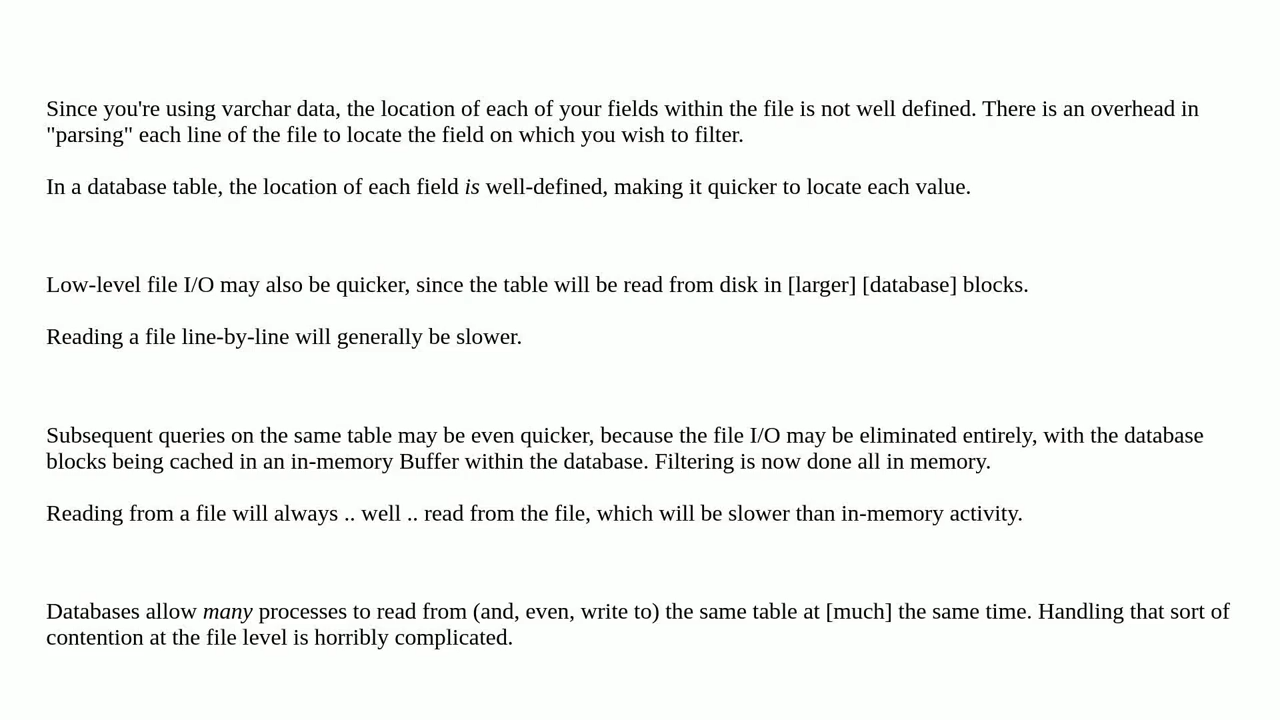 Since you're using varchar data, the location of each of your fields within the file is not well defined. There is an overhead in
"parsing" each line of the file to locate the field on which you wish to filter.
In a database table, the location of each field is well-defined, making it quicker to locate each value.
Low-level file I/O may also be quicker, since the table will be read from disk in [larger] [database] blocks.
Reading a file line-by-line will generally be slower.
Subsequent queries on the same table may be even quicker, because the file I/O may be eliminated entirely, with the database
blocks being cached in an in-memory Buffer within the database. Filtering is now done all in memory.
Reading from a file will always .. well .. read from the file, which will be slower than in-memory activity.
Databases allow many processes to read from (and, even, write to) the same table at [much] the same time. Handling that sort of
contention at the file level is horribly complicated.